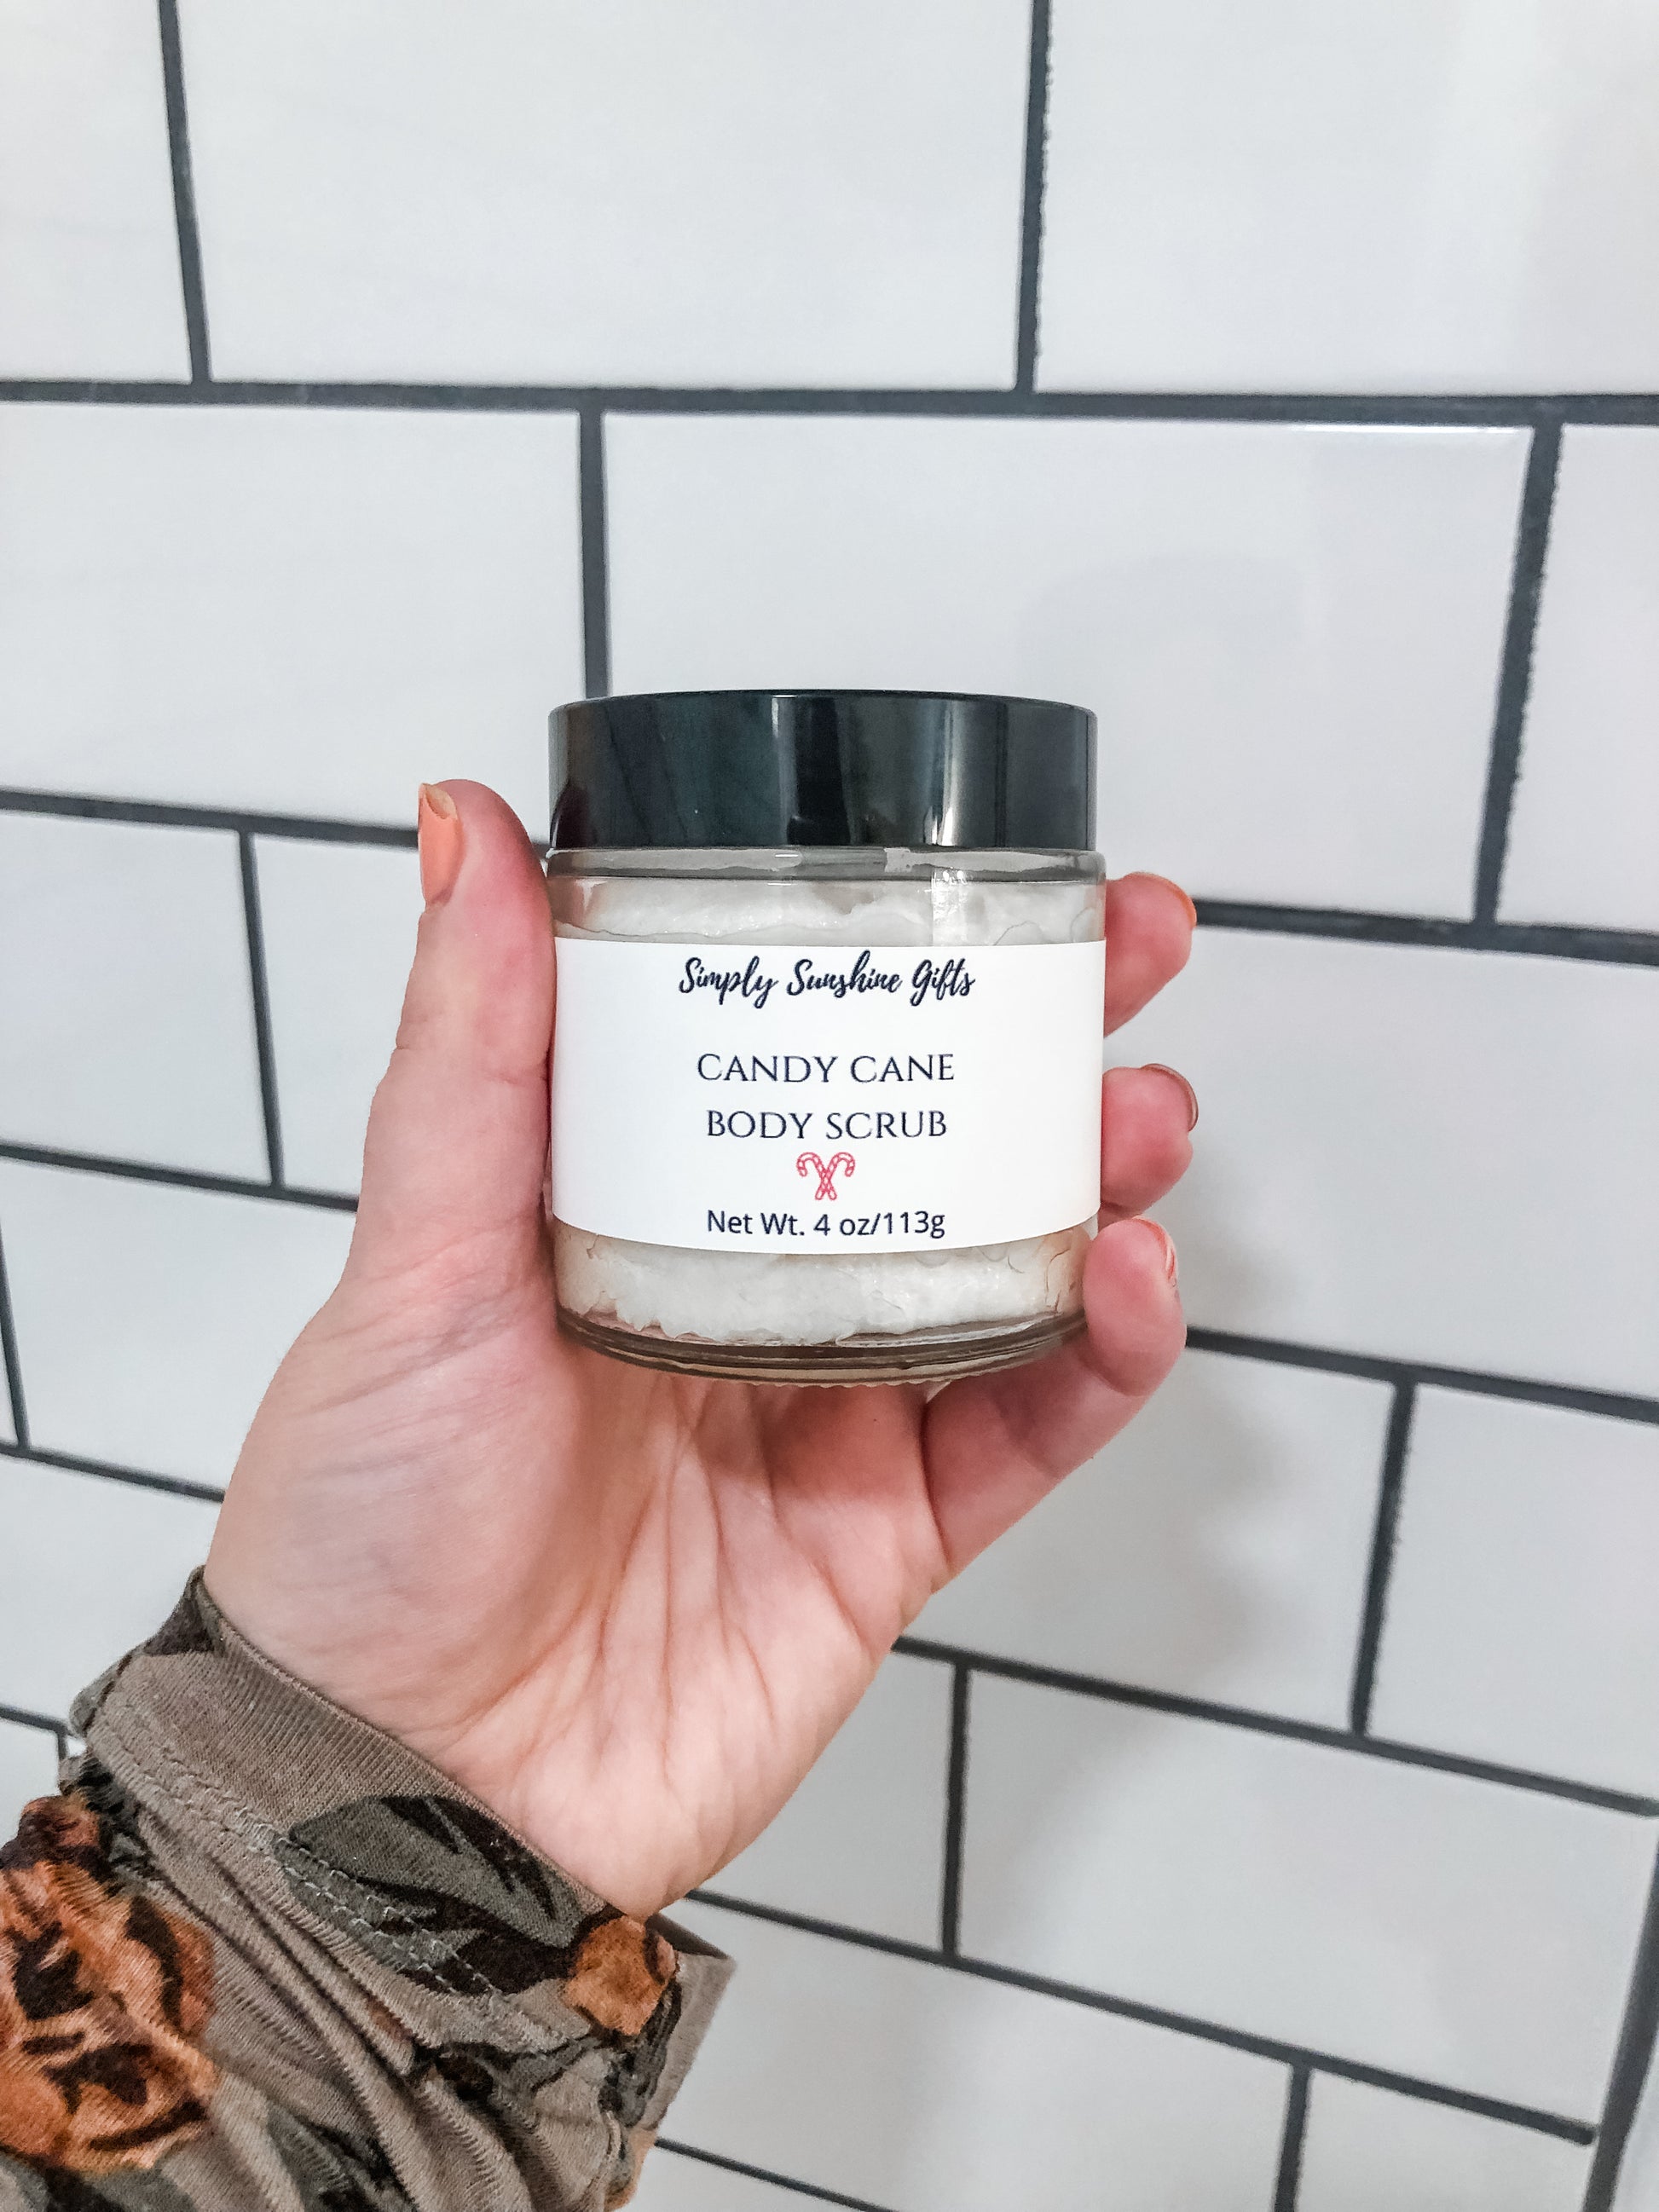 Simply Sunshine Gifts
CANDY CANE
BODY SCRUB
Net Wt. 4 oz/113g